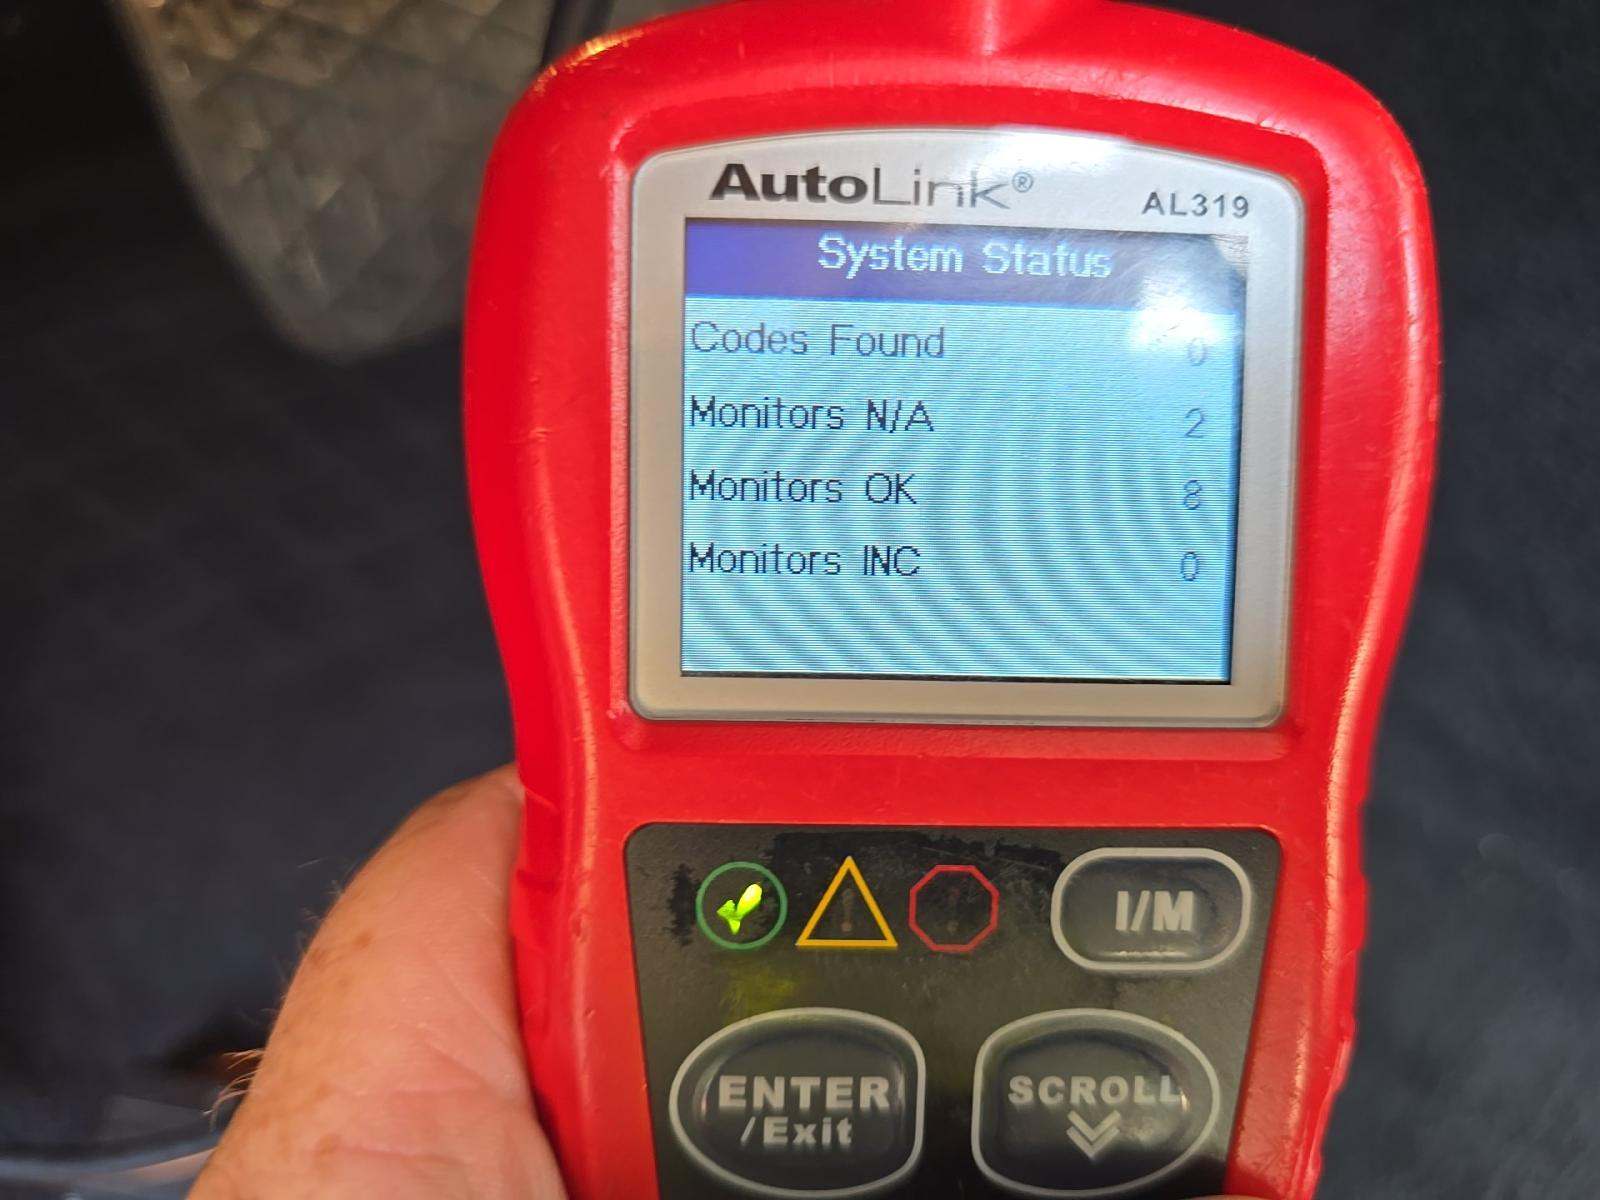 AutoLink®
AL319
System Status
Codes Found 0
Monitors N/A 2
Monitors OK 8
Monitors INC 0
I/M
ENTER
/Exit
SCROLL